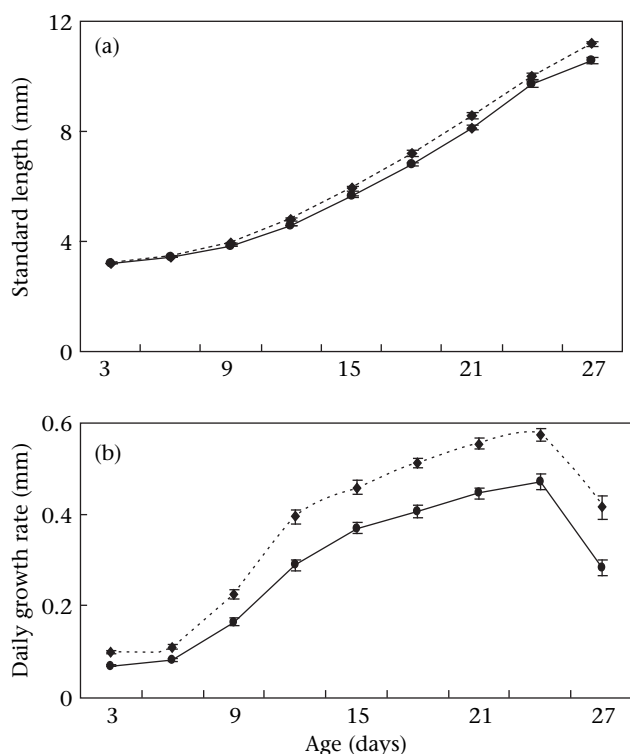 (a)
Standard length (mm)
12
8
4
0
3 9 15 21 27
(b)
Daily growth rate (mm)
0.6
0.4
0.2
0
3 9 15 21 27
Age (days)